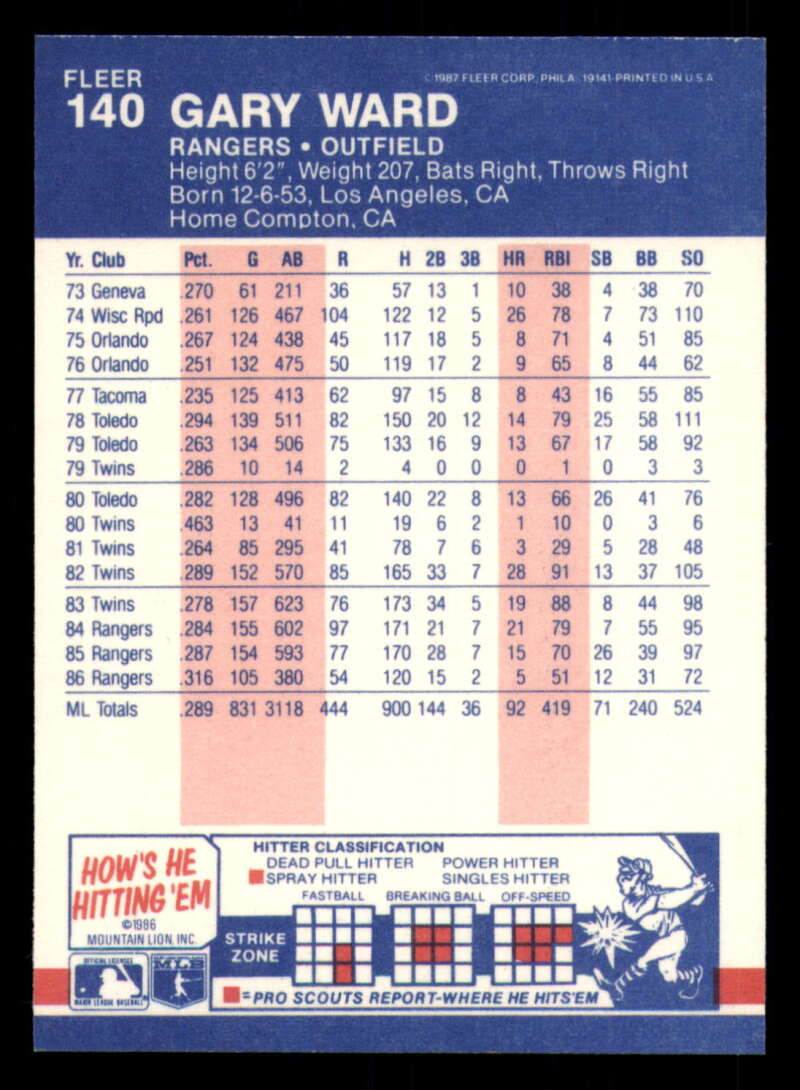 FLEER
© 1987 FLEER CORP. PHILA. 19141-PRINTED IN U.S.A
140 GARY WARD
RANGERS • OUTFIELD
Height 6'2", Weight 207, Bats Right, Throws Right
Born 12-6-53, Los Angeles, CA
Home Compton, CA
Yr. Club Pct. G AB R H 2B 3B HR RBI SB BB SO
73 Geneva .270 61 211 36 57 13 1 10 38 4 38 70
74 Wisc Rpd .261 126 467 104 122 12 5 26 78 7 73 110
75 Orlando .267 124 438 45 117 18 5 8 71 4 51 85
76 Orlando .251 132 475 50 119 17 2 9 65 8 44 62
77 Tacoma .235 125 413 62 97 15 8 8 43 16 55 85
78 Toledo .294 139 511 82 150 20 12 14 79 25 58 111
79 Toledo .263 134 506 75 133 16 9 13 67 17 58 92
79 Twins .286 10 14 2 4 0 0 0 1 0 3 3
80 Toledo .282 128 496 82 140 22 8 13 66 26 41 76
80 Twins .463 13 41 11 19 6 2 1 10 0 3 6
81 Twins .264 85 295 41 78 7 6 3 29 5 28 48
82 Twins .289 152 570 85 165 33 7 28 91 13 37 105
83 Twins .278 157 623 76 173 34 5 19 88 8 44 98
84 Rangers .284 155 602 97 171 21 7 21 79 7 55 95
85 Rangers .287 154 593 77 170 28 7 15 70 26 39 97
86 Rangers .316 105 380 54 120 15 2 5 51 12 31 72
ML Totals .289 831 3118 444 900 144 36 92 419 71 240 524
HOW'S HE
HITTING 'EM
©1986
MOUNTAIN LION, INC.
OFFICIAL LICENSEE
MAJOR LEAGUE BASEBALL
MLB
HITTER CLASSIFICATION
DEAD PULL HITTER POWER HITTER
SPRAY HITTER SINGLES HITTER
FASTBALL BREAKING BALL OFF-SPEED
STRIKE
ZONE
=PRO SCOUTS REPORT-WHERE HE HITS'EM